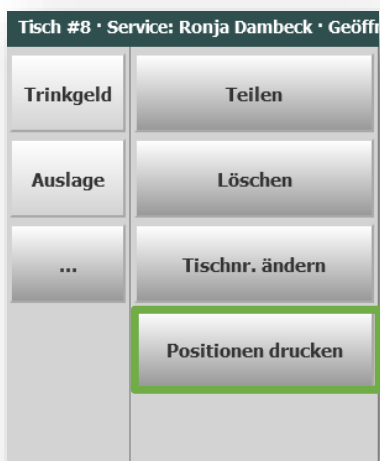 Tisch #8 · Service: Ronja Dambeck · Geöffn
Trinkgeld
Teilen
Auslage
Löschen
...
Tischnr. ändern
Positionen drucken